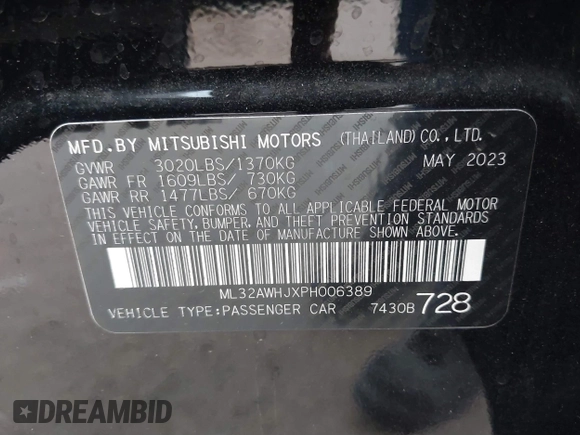 MFD.BY MITSUBISHI MOTORS (THAILAND) CO., LTD.
GVWR 3020LBS/1370KG MAY 2023
GAWR FR 1609LBS/ 730KG
GAWR RR 1477LBS/ 670KG
THIS VEHICLE CONFORMS TO ALL APPLICABLE FEDERAL MOTOR
VEHICLE SAFETY, BUMPER, AND THEFT PREVENTION STANDARDS
IN EFFECT ON THE DATE OF MANUFACTURE SHOWN ABOVE.
ML32AWHJXPH006389
VEHICLE TYPE:PASSENGER CAR 7430B 728
DREAMBID